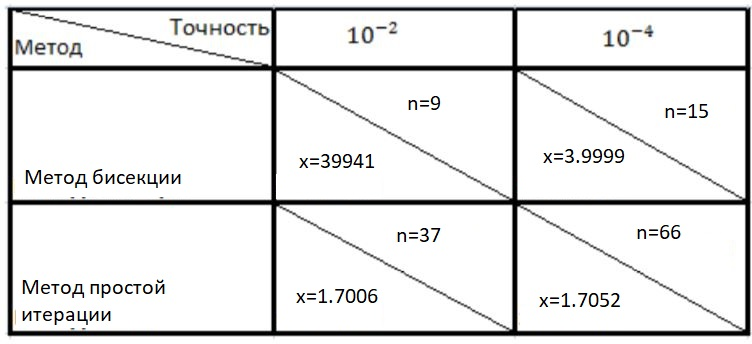 Точность
Метод
10⁻²
10⁻⁴
Метод бисекции
n=9
x=39941
n=15
x=3.9999
Метод простой
итерации
n=37
x=1.7006
n=66
x=1.7052